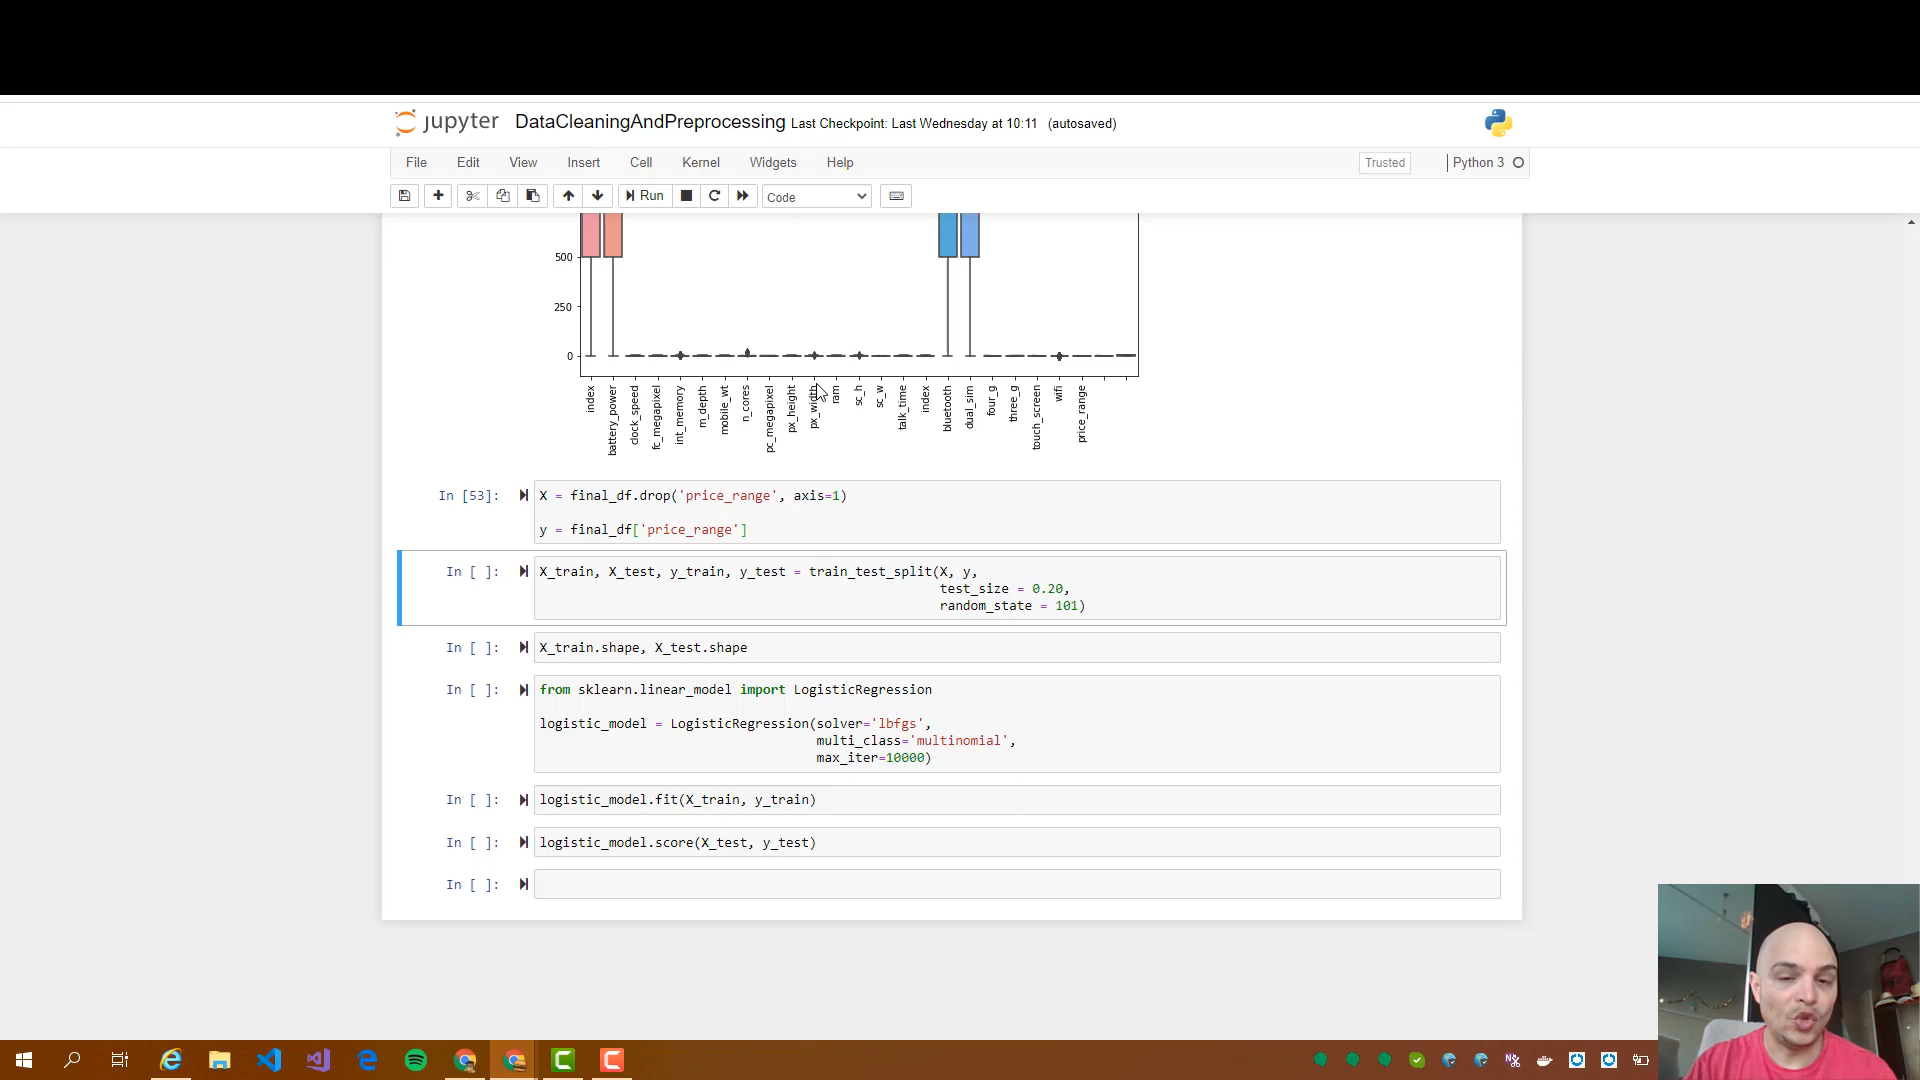 jupyter DataCleaningAndPreprocessing Last Checkpoint: Last Wednesday at 10:11 (autosaved)
File Edit View Insert Cell Kernel Widgets Help Trusted Python 3
Run Code
500
250
0
index battery_power clock_speed fc_megapixel int_memory m_depth mobile_wt n_cores pc_megapixel px_height px_width ram sc_h sc_w talk_time index bluetooth dual_sim four_g three_g touch_screen wifi price_range
In [53]: X = final_df.drop('price_range', axis=1)
y = final_df['price_range']
In [ ]: X_train, X_test, y_train, y_test = train_test_split(X, y,
test_size = 0.20,
random_state = 101)
In [ ]: X_train.shape, X_test.shape
In [ ]: from sklearn.linear_model import LogisticRegression
logistic_model = LogisticRegression(solver='lbfgs',
multi_class='multinomial',
max_iter=10000)
In [ ]: logistic_model.fit(X_train, y_train)
In [ ]: logistic_model.score(X_test, y_test)
In [ ]: